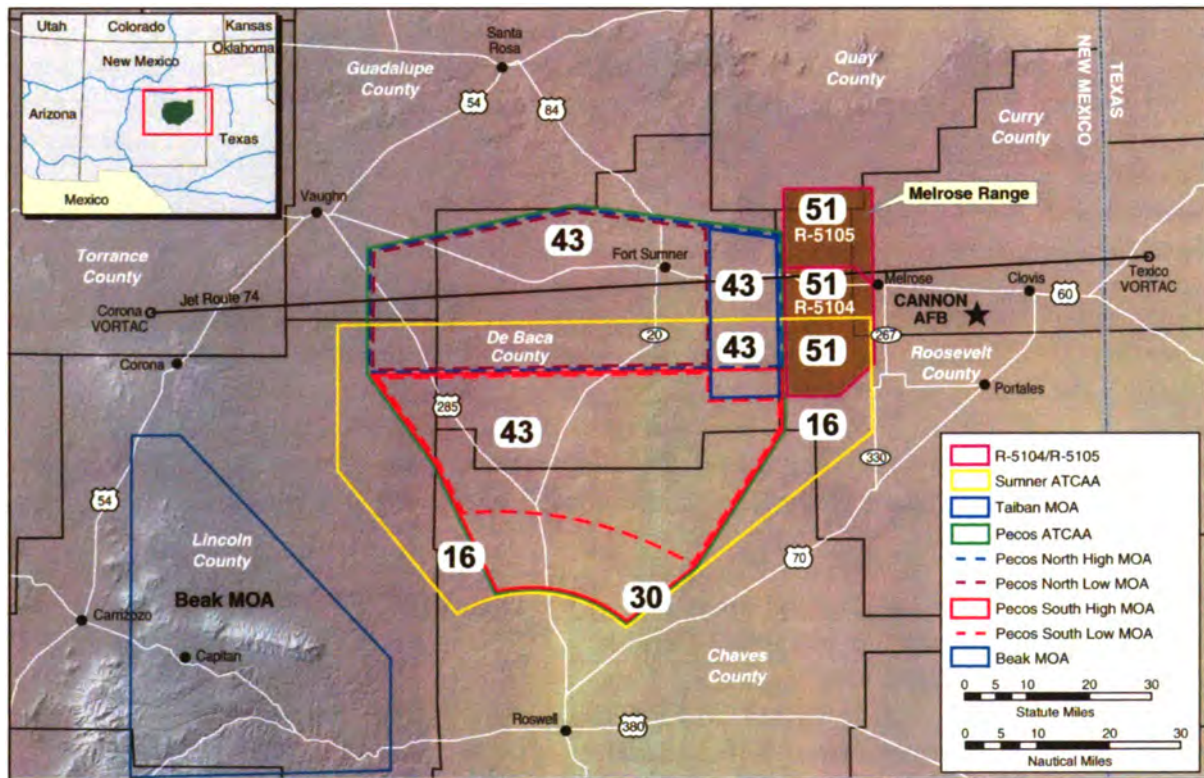 Utah
Colorado
Kansas
Oklahoma
New Mexico
Arizona
Texas
Mexico
Santa
Rosa
Guadalupe
County
Quay
County
NEW MEXICO
TEXAS
54
84
Curry
County
Vaughn
Melrose Range
51
R-5105
43
Torrance
County
Fort Sumner
43
51
R-5104
Melrose
Clovis
Texico
VORTAC
Corona
VORTAC
Jet Route 74
CANNON
AFB
60
De Baca
County
20
43
51
267
Roosevelt
County
Corona
Portales
285
43
16
330
54
Lincoln
County
Beak MOA
16
30
70
Carrizozo
Capitan
Chaves
County
Roswell
380
R-5104/R-5105
Sumner ATCAA
Taiban MOA
Pecos ATCAA
Pecos North High MOA
Pecos North Low MOA
Pecos South High MOA
Pecos South Low MOA
Beak MOA
0 5 10 20 30
Statute Miles
0 5 10 20 30
Nautical Miles